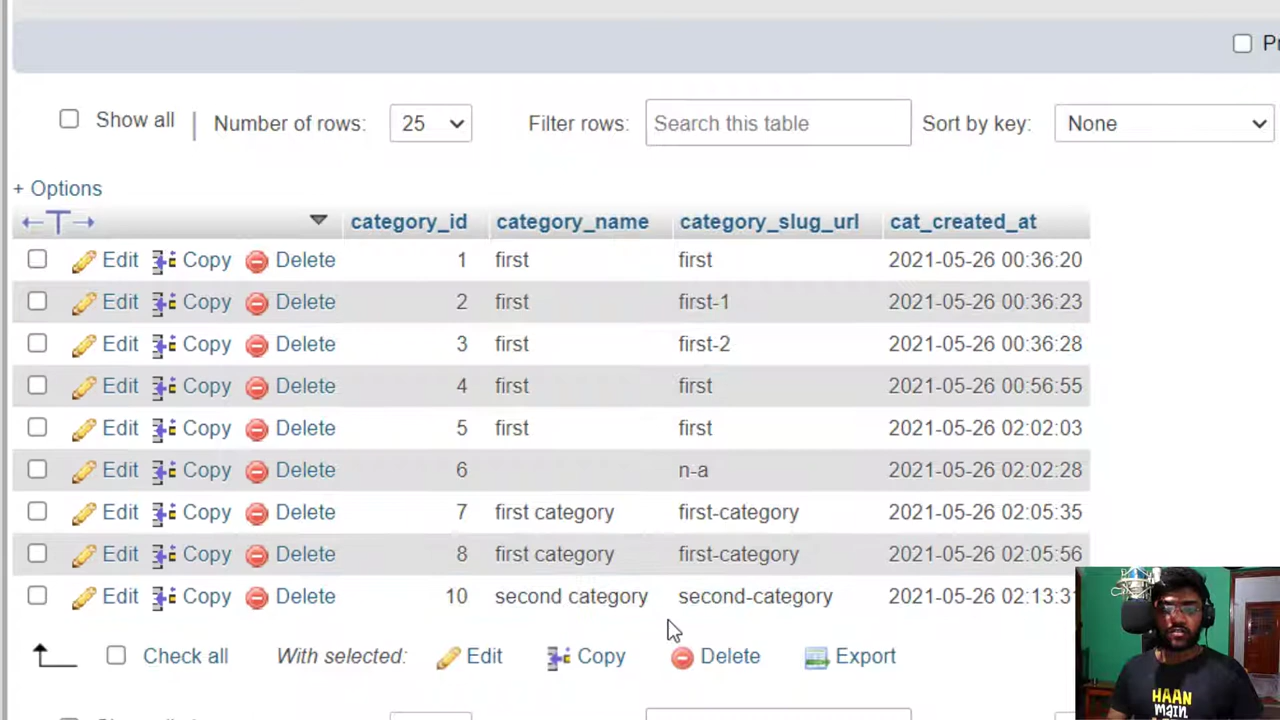 Show all | Number of rows: 25 Filter rows: Search this table Sort by key: None
+ Options
category_id category_name category_slug_url cat_created_at
Edit Copy Delete 1 first first 2021-05-26 00:36:20
Edit Copy Delete 2 first first-1 2021-05-26 00:36:23
Edit Copy Delete 3 first first-2 2021-05-26 00:36:28
Edit Copy Delete 4 first first 2021-05-26 00:56:55
Edit Copy Delete 5 first first 2021-05-26 02:02:03
Edit Copy Delete 6 n-a 2021-05-26 02:02:28
Edit Copy Delete 7 first category first-category 2021-05-26 02:05:35
Edit Copy Delete 8 first category first-category 2021-05-26 02:05:56
Edit Copy Delete 10 second category second-category 2021-05-26 02:13:31
Check all With selected: Edit Copy Delete Export
HAAN
main